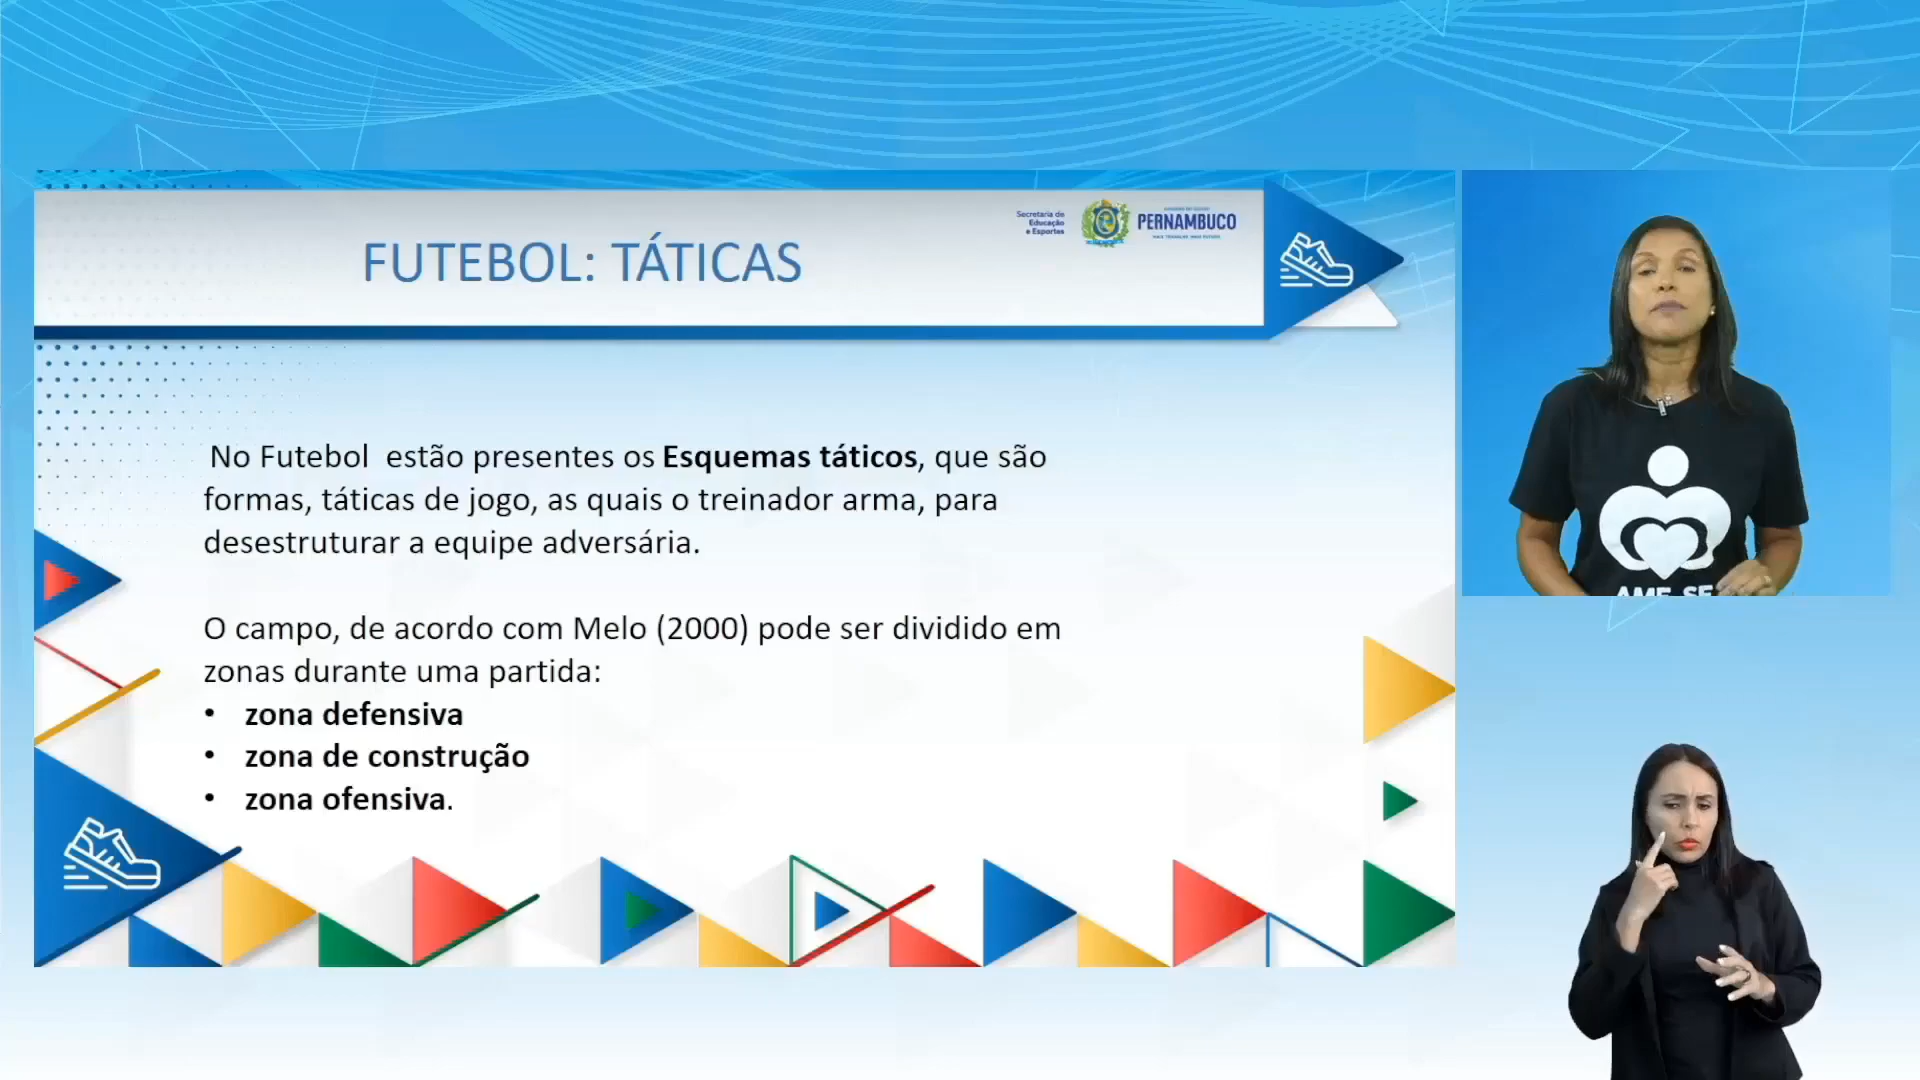 Secretaria de
Educação
e Esportes
PERNAMBUCO
FUTEBOL: TÁTICAS
No Futebol estão presentes os Esquemas táticos, que são
formas, táticas de jogo, as quais o treinador arma, para
desestruturar a equipe adversária.
O campo, de acordo com Melo (2000) pode ser dividido em
zonas durante uma partida:
• zona defensiva
• zona de construção
• zona ofensiva.
AME-SE